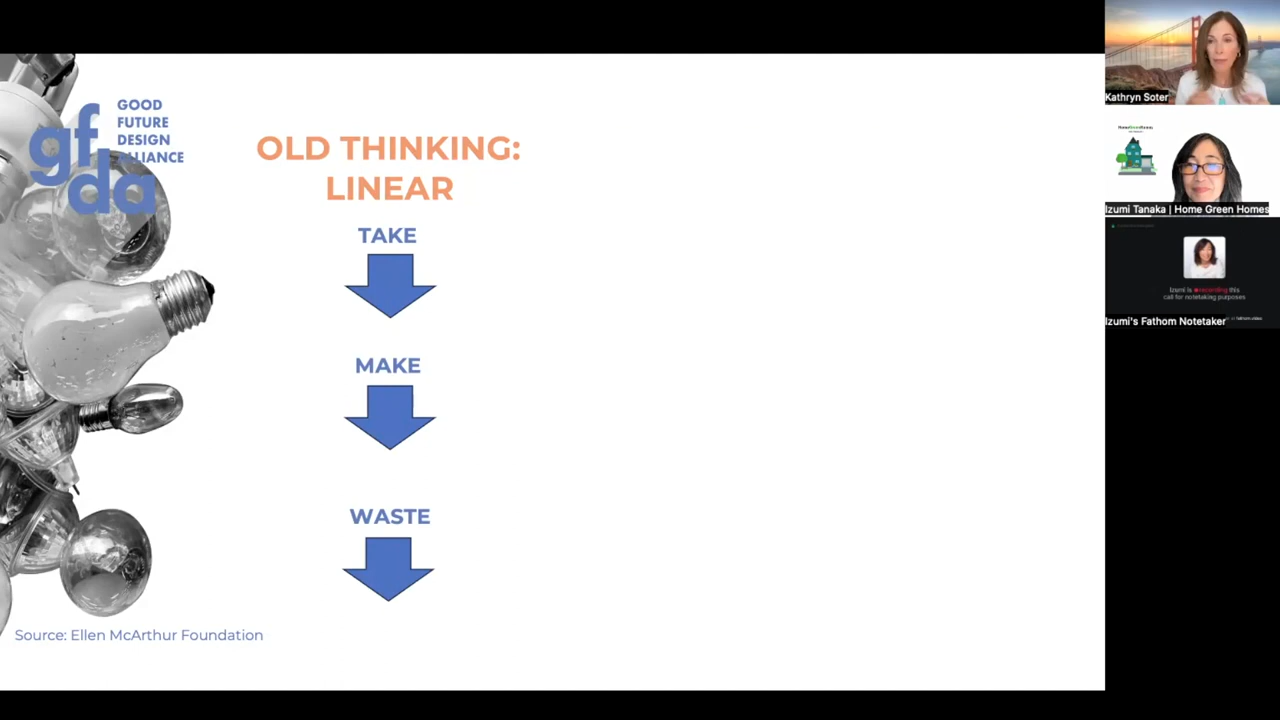 GOOD
FUTURE
DESIGN
ALLIANCE
gf
da
OLD THINKING:
LINEAR
TAKE
MAKE
WASTE
Source: Ellen McArthur Foundation
Kathryn Soter
Izumi Tanaka | Home Green Homes
Izumi is recording this
call for notetaking purposes
Izumi's Fathom Notetaker